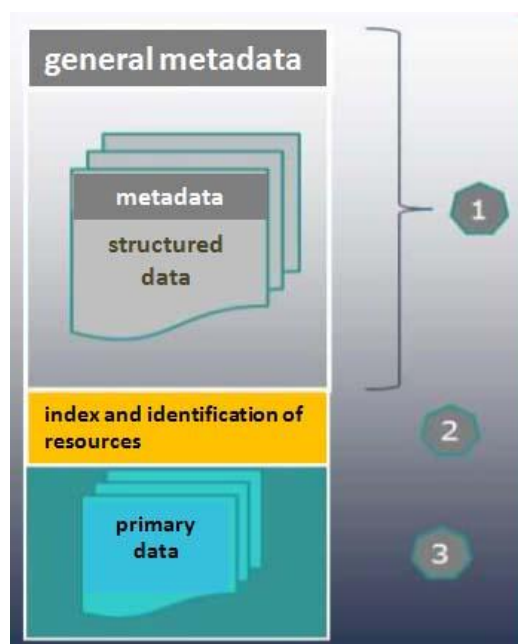 general metadata
metadata
structured
data
1
index and identification of
resources
2
primary
data
3